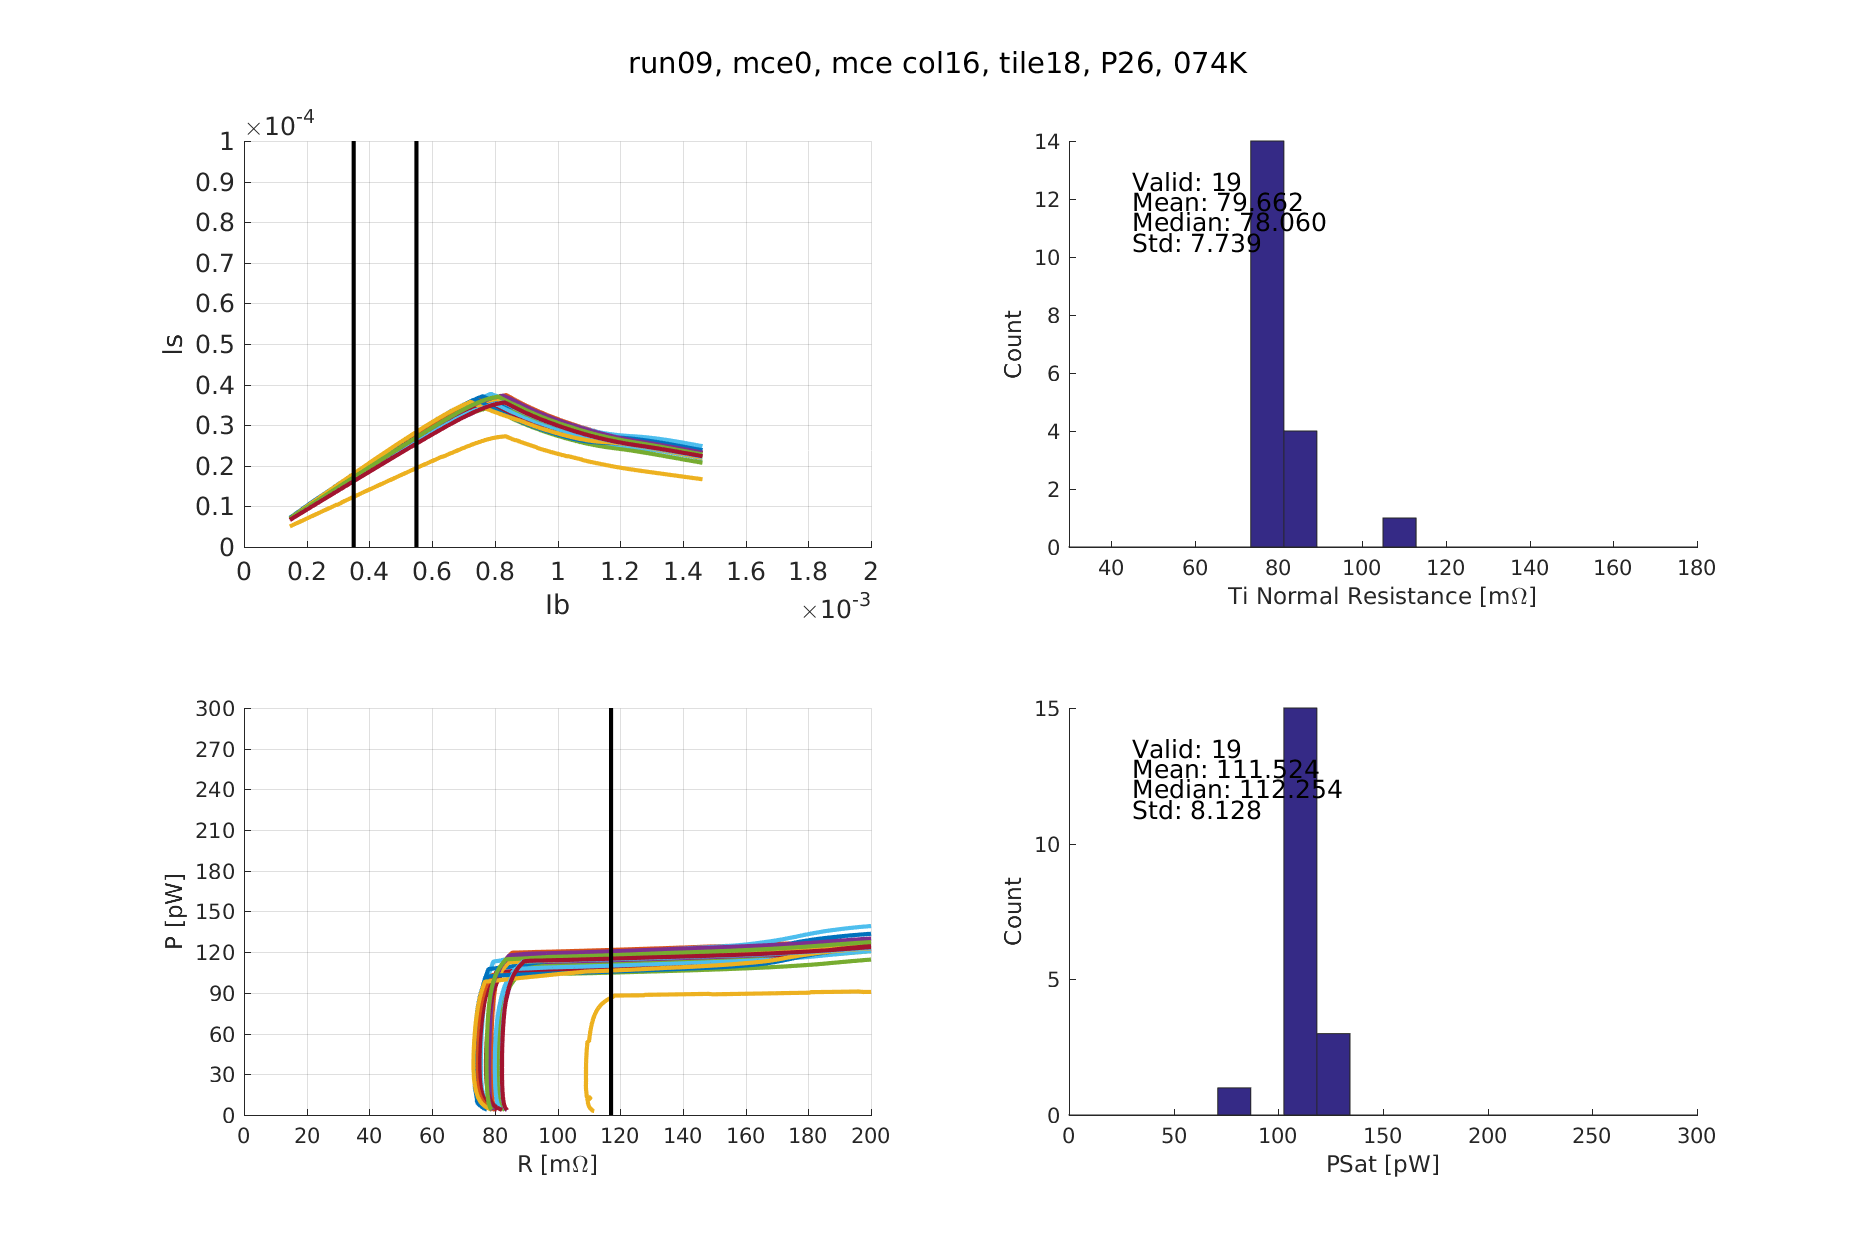 run09, mce0, mce col16, tile18, P26, 074K
×10-4
1
0.9
0.8
0.7
0.6
0.5
0.4
0.3
0.2
0.1
0
Is
0 0.2 0.4 0.6 0.8 1 1.2 1.4 1.6 1.8 2
Ib
×10-3
14
12
10
8
6
4
2
0
Count
Valid: 19
Mean: 79.662
Median: 78.060
Std: 7.739
40 60 80 100 120 140 160 180
Ti Normal Resistance [mΩ]
300
270
240
210
180
150
120
90
60
30
0
P [pW]
0 20 40 60 80 100 120 140 160 180 200
R [mΩ]
15
10
5
0
Count
Valid: 19
Mean: 111.524
Median: 112.254
Std: 8.128
0 50 100 150 200 250 300
PSat [pW]